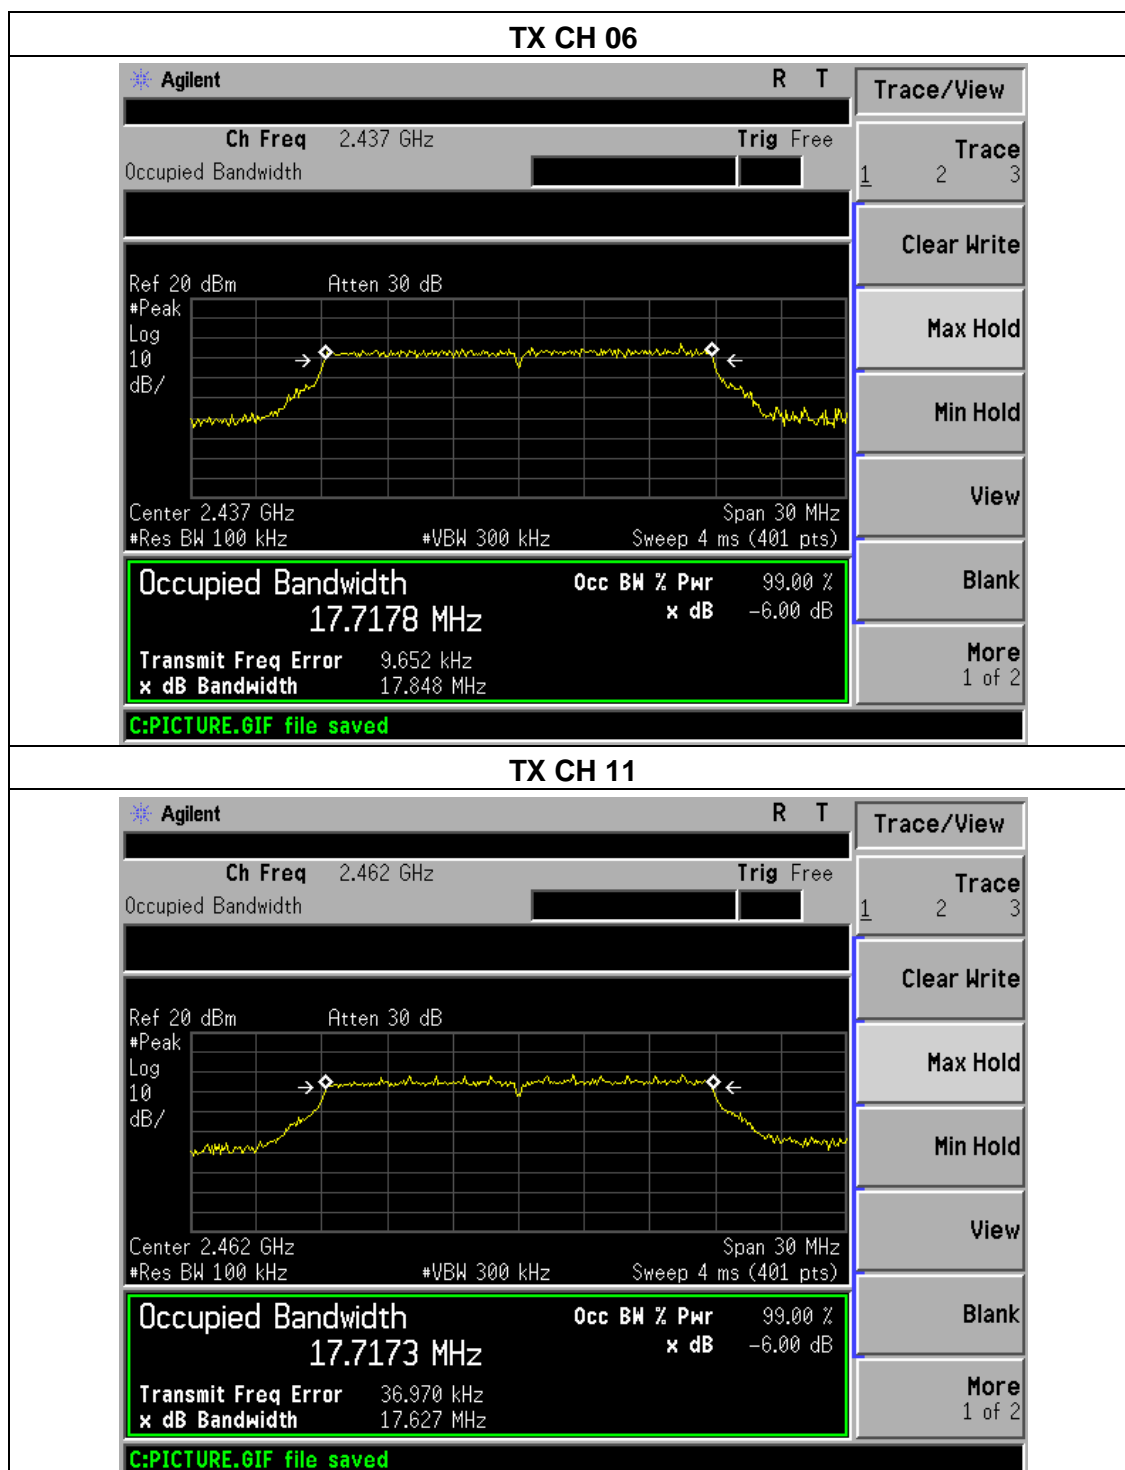 TX CH 06
Agilent R T
Trace/View
Ch Freq 2.437 GHz Trig Free
Occupied Bandwidth
Trace
1 2 3
Clear Write
Ref 20 dBm Atten 30 dB
#Peak
Log
10
dB/
Max Hold
Min Hold
View
Center 2.437 GHz Span 30 MHz
#Res BW 100 kHz #VBW 300 kHz Sweep 4 ms (401 pts)
Occupied Bandwidth Occ BW % Pwr 99.00 %
17.7178 MHz x dB -6.00 dB
Blank
Transmit Freq Error 9.652 kHz
x dB Bandwidth 17.848 MHz
More
1 of 2
C:PICTURE.GIF file saved
TX CH 11
Agilent R T
Trace/View
Ch Freq 2.462 GHz Trig Free
Occupied Bandwidth
Trace
1 2 3
Clear Write
Ref 20 dBm Atten 30 dB
#Peak
Log
10
dB/
Max Hold
Min Hold
View
Center 2.462 GHz Span 30 MHz
#Res BW 100 kHz #VBW 300 kHz Sweep 4 ms (401 pts)
Occupied Bandwidth Occ BW % Pwr 99.00 %
17.7173 MHz x dB -6.00 dB
Blank
Transmit Freq Error 36.970 kHz
x dB Bandwidth 17.627 MHz
More
1 of 2
C:PICTURE.GIF file saved